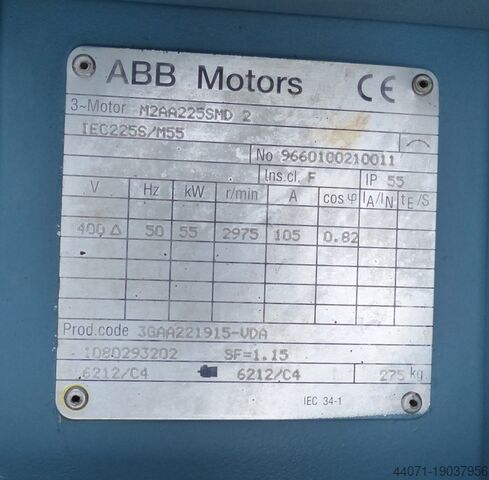 ABB Motors CE
3~Motor M2AA225SMD 2
IEC225S/M55
No 9660100210011
Ins.cl. F IP 55
V Hz kW r/min A cos φ IA/IN tE/S
400 Δ 50 55 2975 105 0.82
Prod.code 3GAA221915-VDA
1080293202 SF=1.15
6212/C4 6212/C4 275 kg
IEC 34-1
44071-19037956